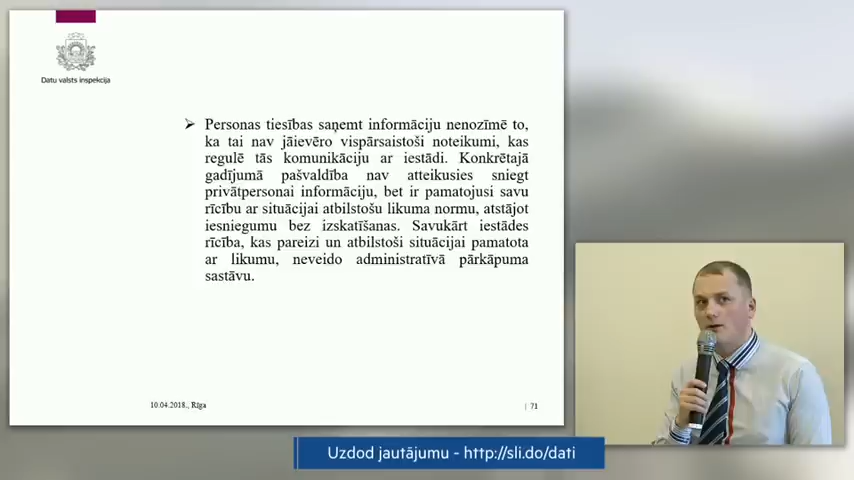 Datu valsts inspekcija
➢ Personas tiesības saņemt informāciju nenozīmē to,
ka tai nav jāievēro vispārsaistoši noteikumi, kas
regulē tās komunikāciju ar iestādi. Konkrētajā
gadījumā pašvaldība nav atteikusies sniegt
privātpersonai informāciju, bet ir pamatojusi savu
rīcību ar situācijai atbilstošu likuma normu, atstājot
iesniegumu bez izskatīšanas. Savukārt iestādes
rīcība, kas pareizi un atbilstoši situācijai pamatota
ar likumu, neveido administratīvā pārkāpuma
sastāvu.
10.04.2018., Rīga
| 71
Uzdod jautājumu - http://sli.do/dati